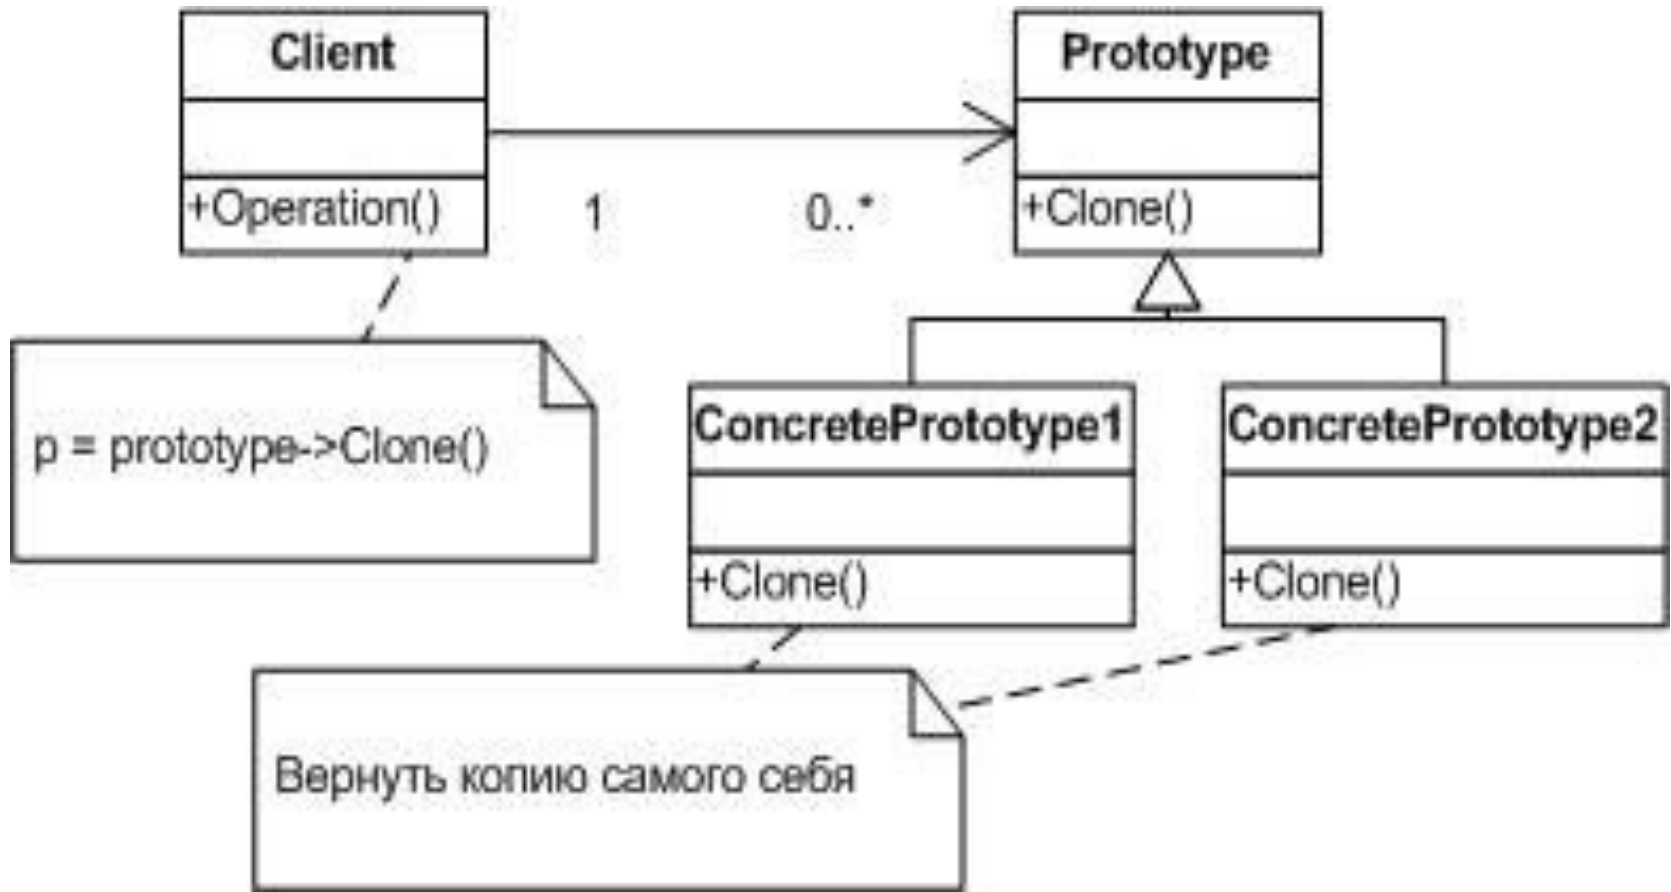 Client
+Operation()
1
0..*
Prototype
+Clone()
p = prototype->Clone()
ConcretePrototype1
+Clone()
ConcretePrototype2
+Clone()
Вернуть копию самого себя